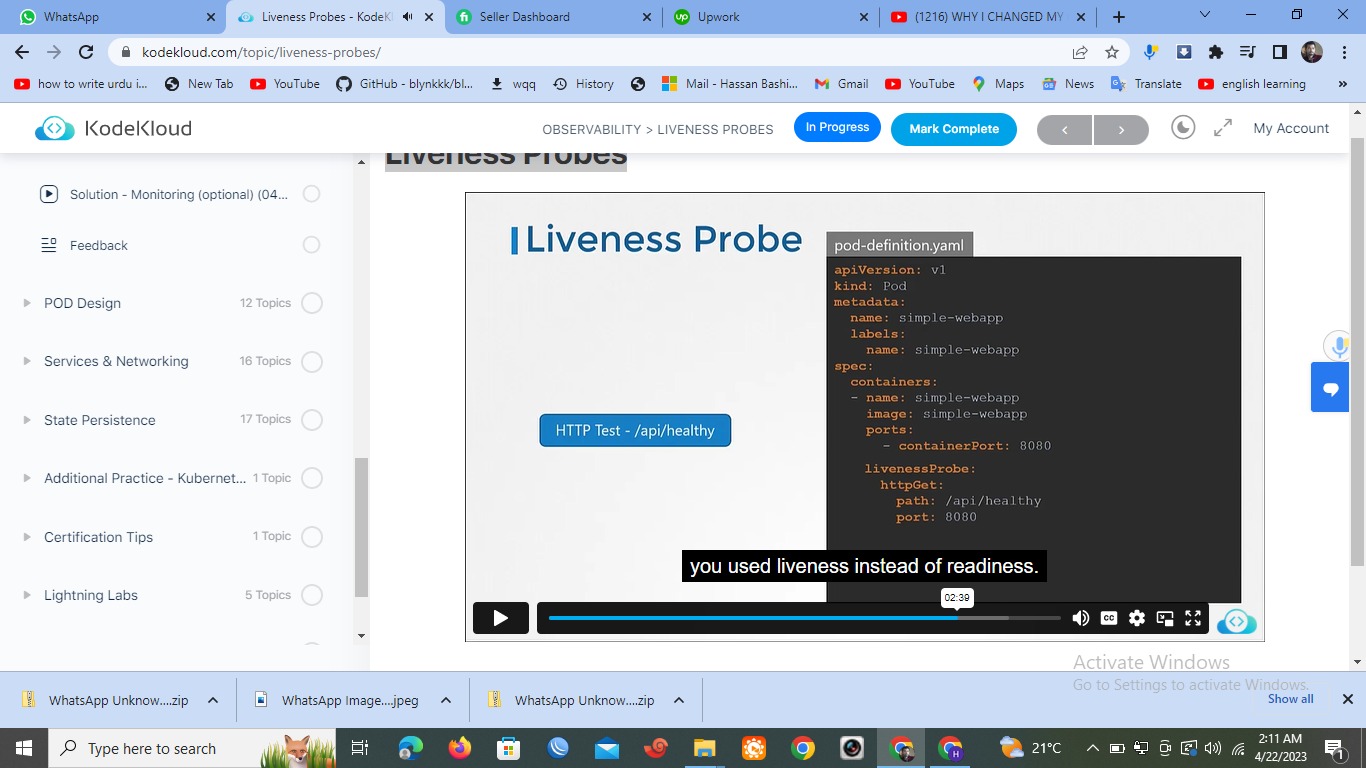 WhatsApp
Liveness Probes - KodeKl
Seller Dashboard
Upwork
(1216) WHY I CHANGED MY
kodekloud.com/topic/liveness-probes/
how to write urdu i...
New Tab
YouTube
GitHub - blynkkk/bl...
wqq
History
Mail - Hassan Bashi...
Gmail
YouTube
Maps
News
Translate
english learning
»
KodeKloud
OBSERVABILITY > LIVENESS PROBES
In Progress
Mark Complete
My Account
Liveness Probes
Solution - Monitoring (optional) (04...
Feedback
POD Design 12 Topics
Services & Networking 16 Topics
State Persistence 17 Topics
Additional Practice - Kubernet... 1 Topic
Certification Tips 1 Topic
Lightning Labs 5 Topics
Liveness Probe
HTTP Test - /api/healthy
pod-definition.yaml
apiVersion: v1
kind: Pod
metadata:
name: simple-webapp
labels:
name: simple-webapp
spec:
containers:
- name: simple-webapp
image: simple-webapp
ports:
- containerPort: 8080
livenessProbe:
httpGet:
path: /api/healthy
port: 8080
you used liveness instead of readiness.
02:39
CC
Activate Windows
Go to Settings to activate Windows.
WhatsApp Unknow....zip
WhatsApp Image....jpeg
WhatsApp Unknow....zip
Show all
Type here to search
H
21°C
2:11 AM
4/22/2023
1